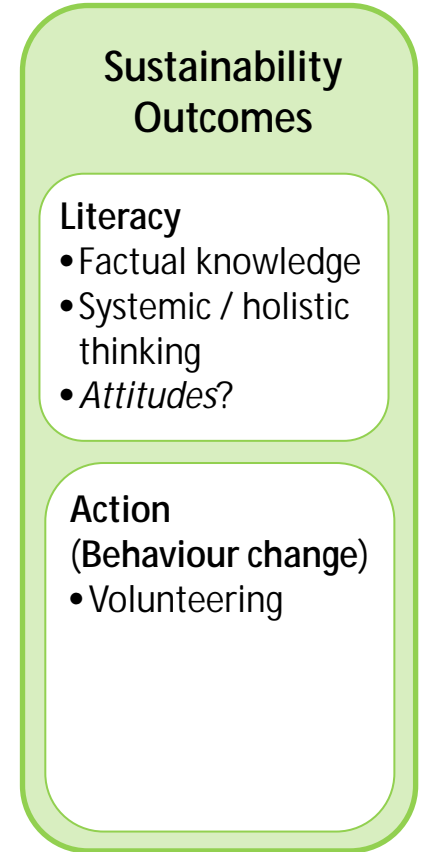 Sustainability
Outcomes
Literacy
•Factual knowledge
•Systemic / holistic
thinking
•Attitudes?
Action
(Behaviour change)
•Volunteering